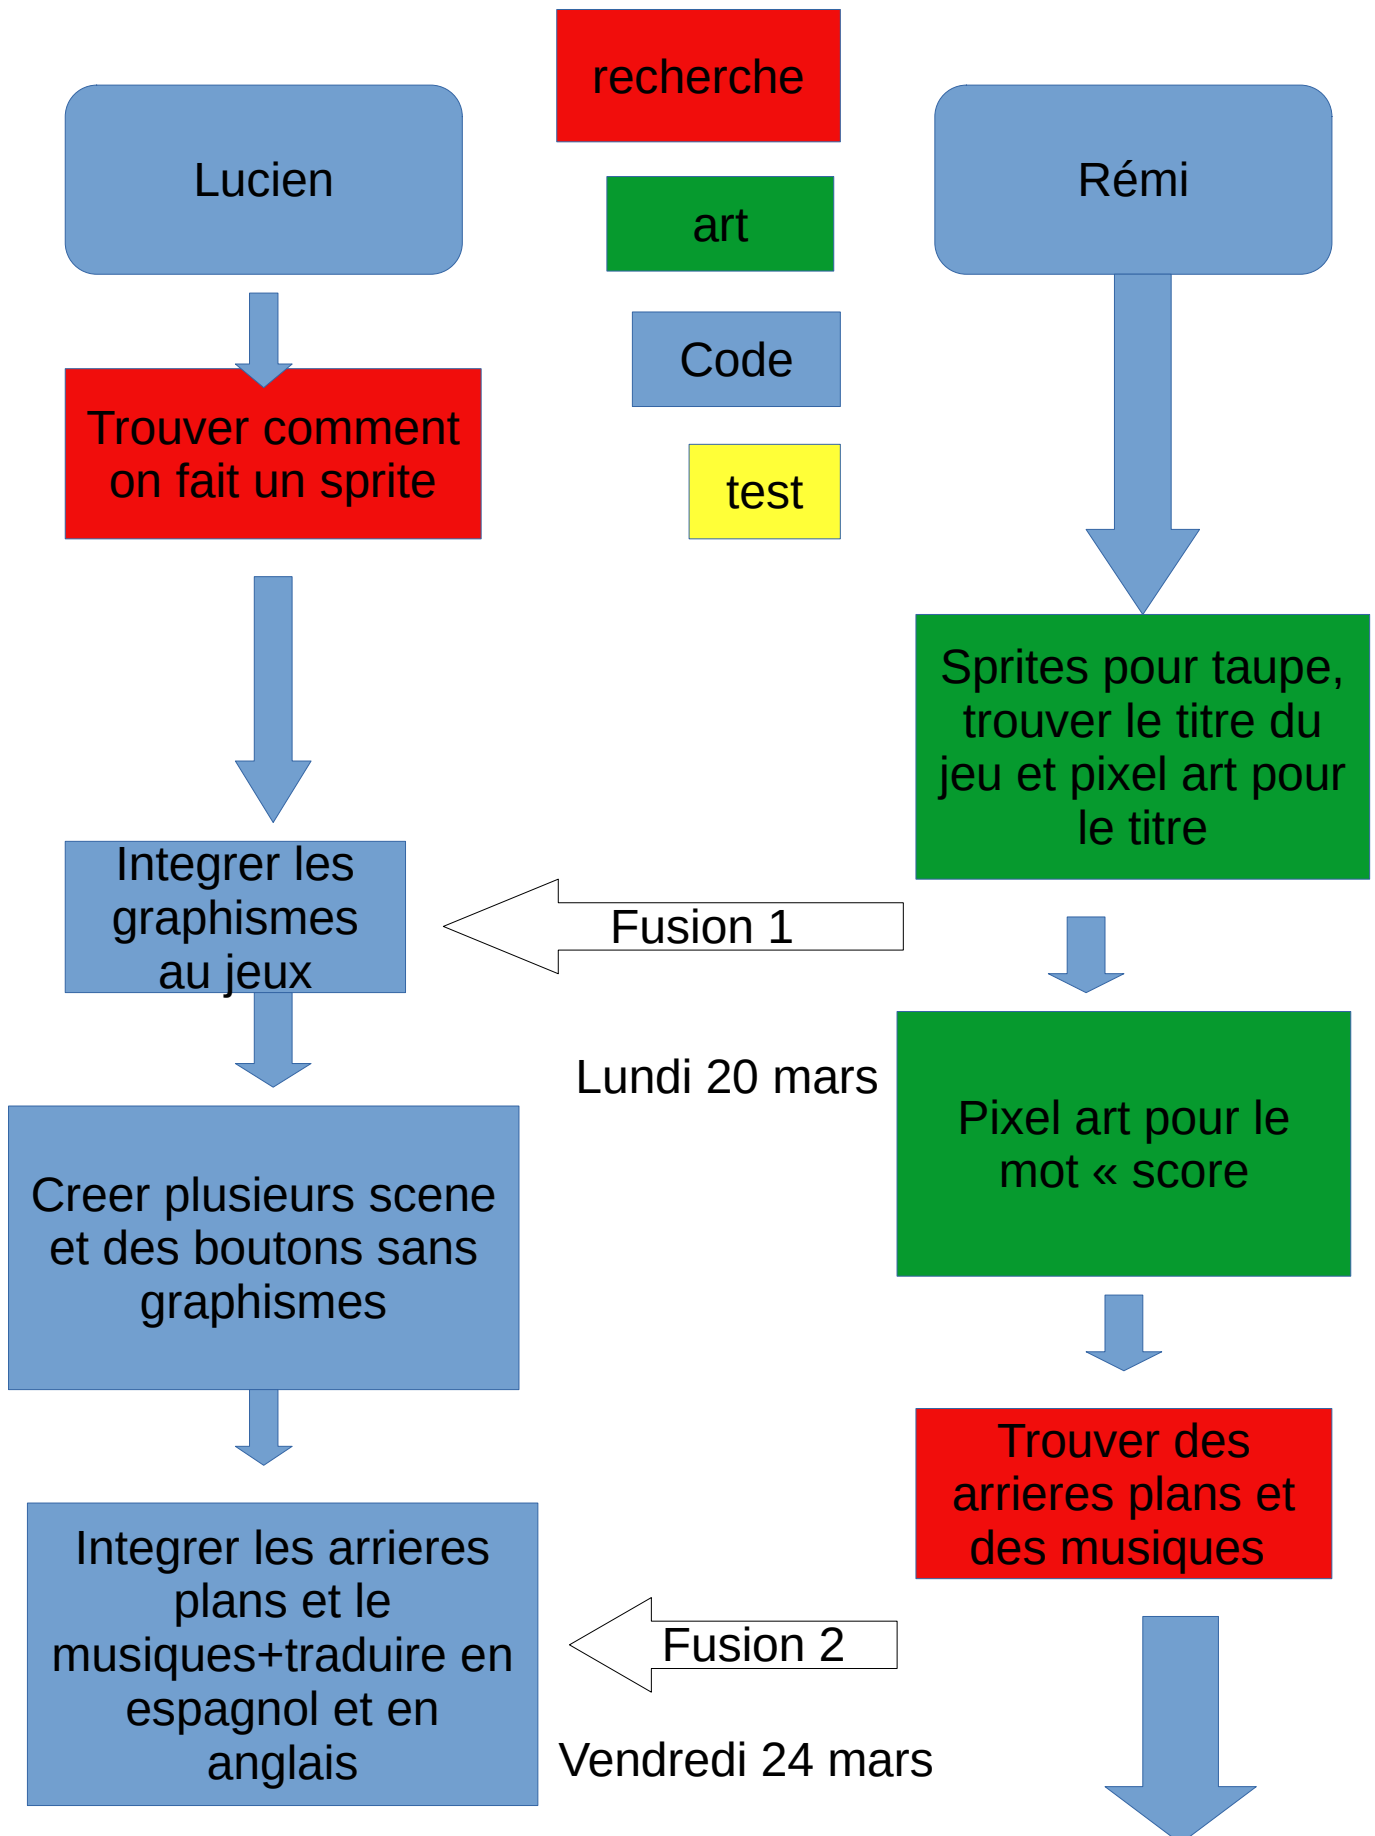 recherche
Lucien
Rémi
art
Code
Trouver comment
on fait un sprite
test
Sprites pour taupe,
trouver le titre du
jeu et pixel art pour
le titre
Integrer les
graphismes
au jeux
Fusion 1
Lundi 20 mars
Pixel art pour le
mot « score
Creer plusieurs scene
et des boutons sans
graphismes
Trouver des
arrieres plans et
des musiques
Integrer les arrieres
plans et le
musiques+traduire en
espagnol et en
anglais
Fusion 2
Vendredi 24 mars